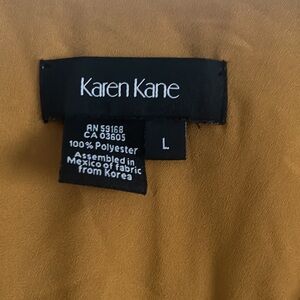 Karen Kane
RN 59168
CA 03605
100% Polyester
Assembled in
Mexico of fabric
from Korea
L